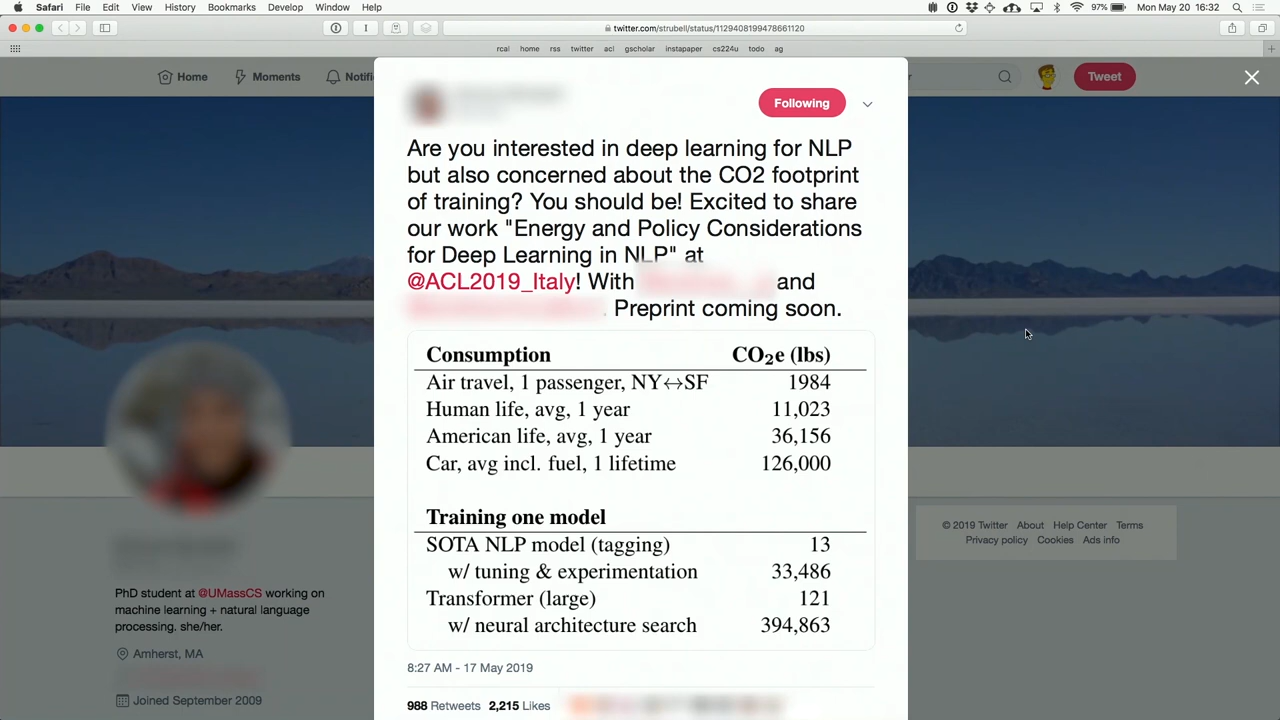 Safari File Edit View History Bookmarks Develop Window Help 97% Mon May 20 16:32
twitter.com/strubell/status/1129408199478661120
rcal home rss twitter acl gscholar instapaper cs224u todo ag
Home Moments Notifi r Tweet
Following
Are you interested in deep learning for NLP
but also concerned about the CO2 footprint
of training? You should be! Excited to share
our work "Energy and Policy Considerations
for Deep Learning in NLP" at
@ACL2019_Italy! With and
. Preprint coming soon.
Consumption CO₂e (lbs)
Air travel, 1 passenger, NY↔SF 1984
Human life, avg, 1 year 11,023
American life, avg, 1 year 36,156
Car, avg incl. fuel, 1 lifetime 126,000
Training one model
SOTA NLP model (tagging) 13
w/ tuning & experimentation 33,486
Transformer (large) 121
w/ neural architecture search 394,863
8:27 AM - 17 May 2019
988 Retweets 2,215 Likes
PhD student at @UMassCS working on
machine learning + natural language
processing. she/her.
Amherst, MA
Joined September 2009
© 2019 Twitter About Help Center Terms
Privacy policy Cookies Ads info